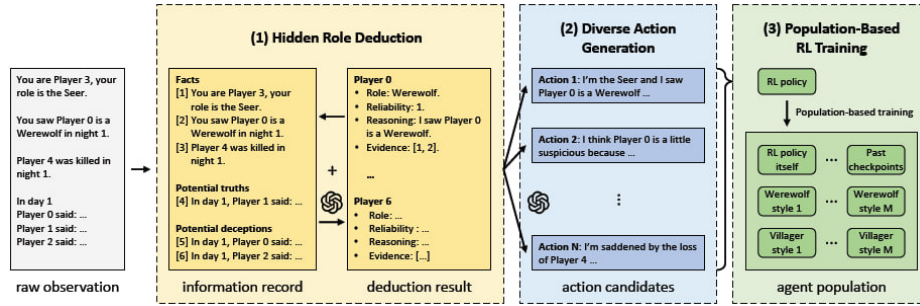 (1) Hidden Role Deduction
(2) Diverse Action
Generation
(3) Population-Based
RL Training
You are Player 3, your
role is the Seer.
You saw Player 0 is a
Werewolf in night 1.
Player 4 was killed in
night 1.
In day 1
Player 0 said: ...
Player 1 said: ...
Player 2 said: ...
raw observation
Facts
[1] You are Player 3, your
role is the Seer.
[2] You saw Player 0 is a
Werewolf in night 1.
[3] Player 4 was killed in
night 1.
Potential truths
[4] In day 1, Player 1 said: ...
Potential deceptions
[5] In day 1, Player 0 said: ...
[6] In day 1, Player 2 said: ...
information record
+
Player 0
• Role: Werewolf.
• Reliability: 1.
• Reasoning: I saw Player 0
is a Werewolf.
• Evidence: [1, 2].
...
Player 6
• Role: ...
• Reliability : ...
• Reasoning: ...
• Evidence: [...]
deduction result
Action 1: I'm the Seer and I saw
Player 0 is a Werewolf ...
Action 2: I think Player 0 is a little
suspicious because ...
⋮
Action N: I'm saddened by the loss
of Player 4 ...
action candidates
RL policy
Population-based training
RL policy
itself
...
Past
checkpoints
Werewolf
style 1
...
Werewolf
style M
Villager
style 1
...
Villager
style M
agent population